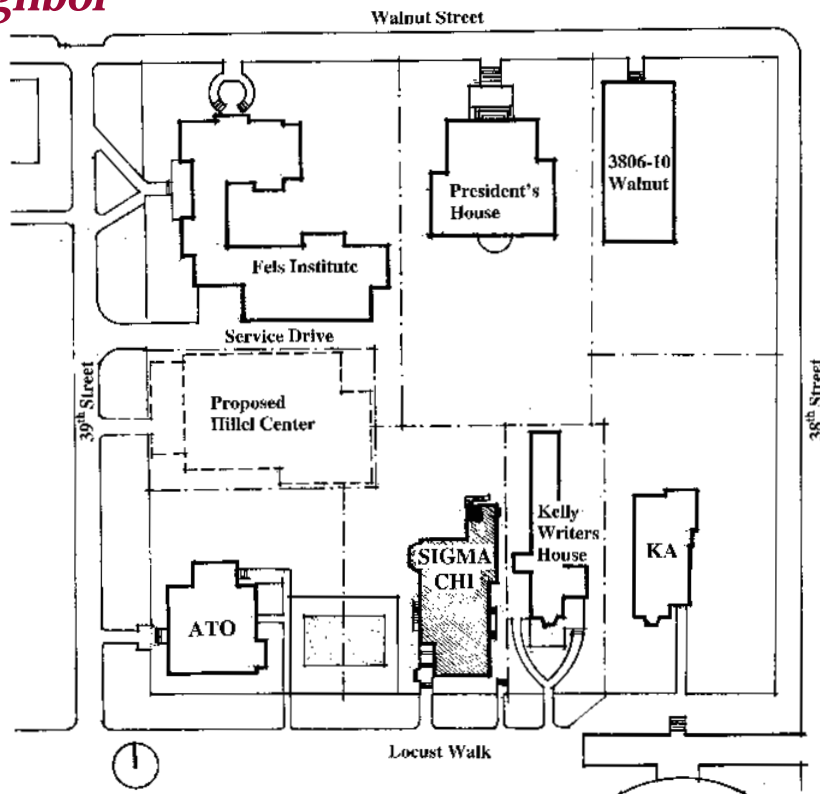 Walnut Street
3806-10
Walnut
President's
House
Fels Institute
Service Drive
39th Street
38th Street
Proposed
Hillel Center
Kelly
Writers
House
SIGMA
CHI
KA
ATO
Locust Walk